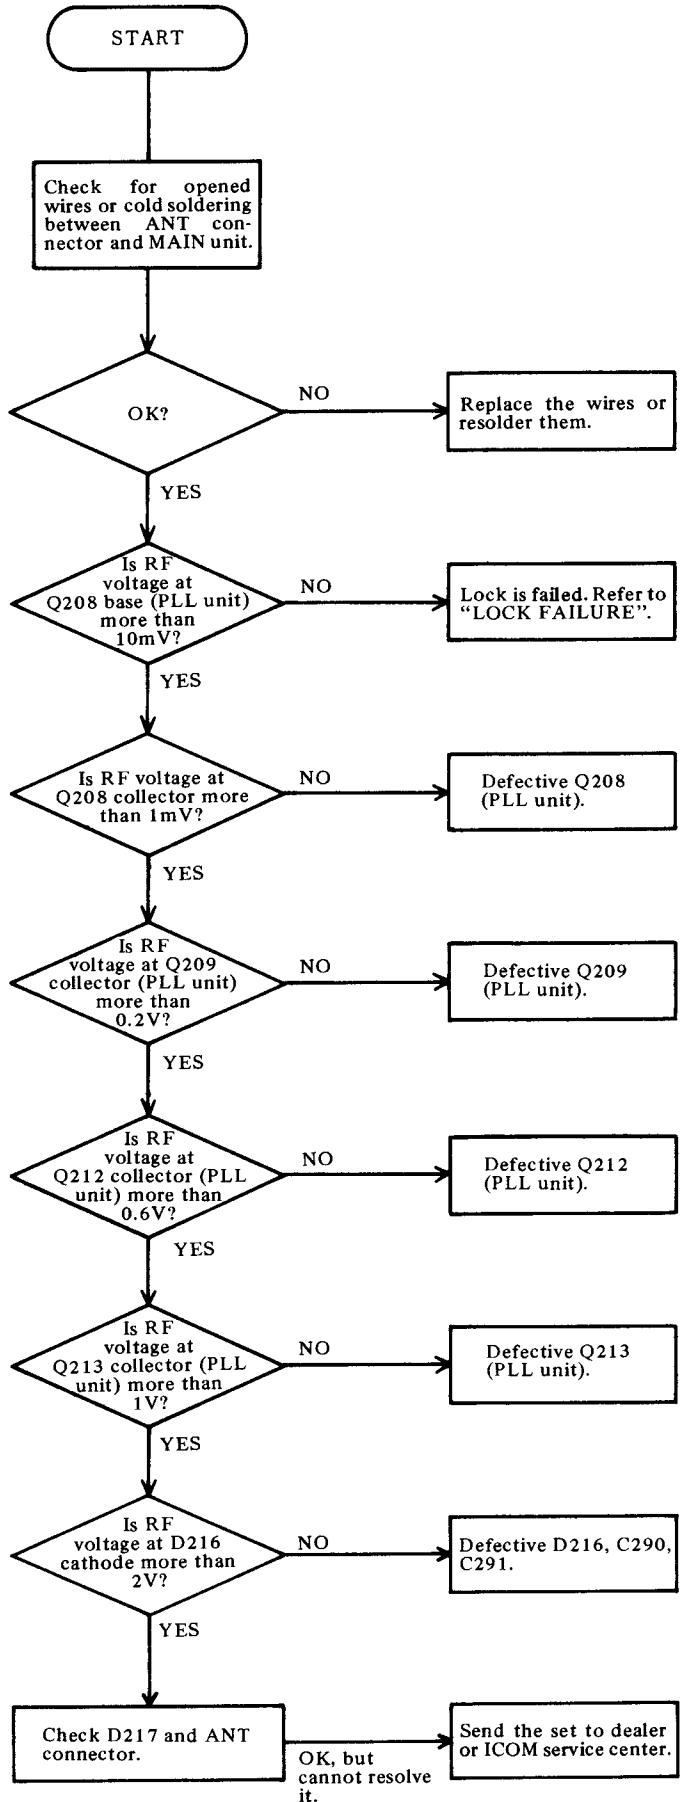 START
Check for opened
wires or cold soldering
between ANT con-
nector and MAIN unit.
OK?
NO
Replace the wires or
resolder them.
YES
Is RF
voltage at
Q208 base (PLL unit)
more than
10mV?
NO
Lock is failed. Refer to
“LOCK FAILURE”.
YES
Is RF voltage at
Q208 collector more
than 1mV?
NO
Defective Q208
(PLL unit).
YES
Is RF
voltage at Q209
collector (PLL unit)
more than
0.2V?
NO
Defective Q209
(PLL unit).
YES
Is RF
voltage at
Q212 collector (PLL
unit) more than
0.6V?
NO
Defective Q212
(PLL unit).
YES
Is RF
voltage at
Q213 collector (PLL
unit) more than
1V?
NO
Defective Q213
(PLL unit).
YES
Is RF
voltage at D216
cathode more than
2V?
NO
Defective D216, C290,
C291.
YES
Check D217 and ANT
connector.
OK, but
cannot resolve
it.
Send the set to dealer
or ICOM service center.